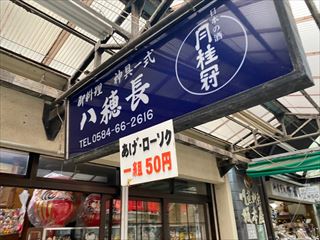 御料理 神具一式
八穂長
TEL 0584-66-2616
日本の酒
月桂冠
あげ・ローソク
一組 50円